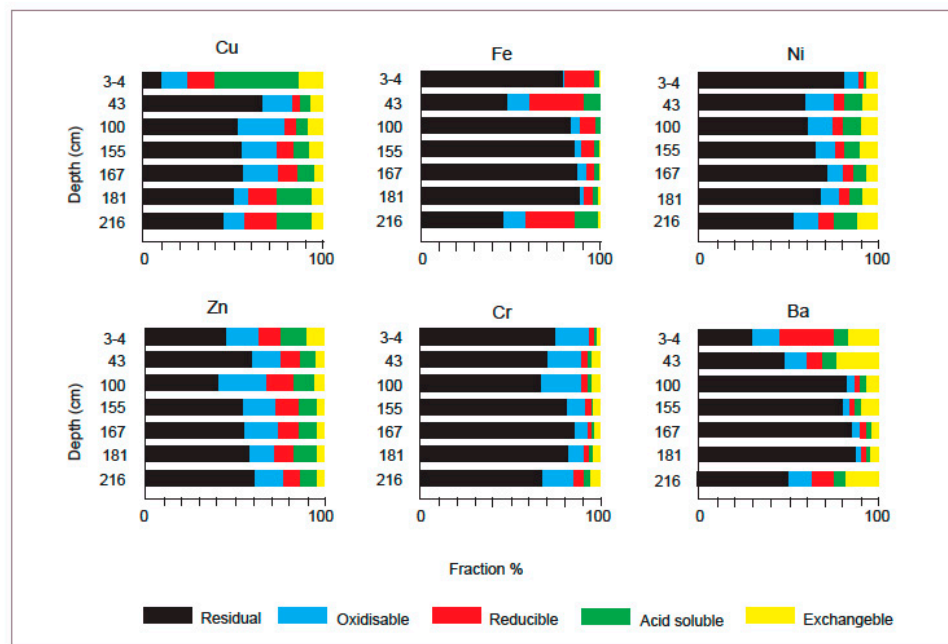 Cu Fe Ni
3-4 3-4 3-4
43 43 43
100 100 100
155 155 155
167 167 167
181 181 181
216 216 216
Depth (cm)
0 100 0 100 0 100
Zn Cr Ba
3-4 3-4 3-4
43 43 43
100 100 100
155 155 155
167 167 167
181 181 181
216 216 216
Depth (cm)
0 100 0 100 0 100
Fraction %
Residual Oxidisable Reducible Acid soluble Exchangeble